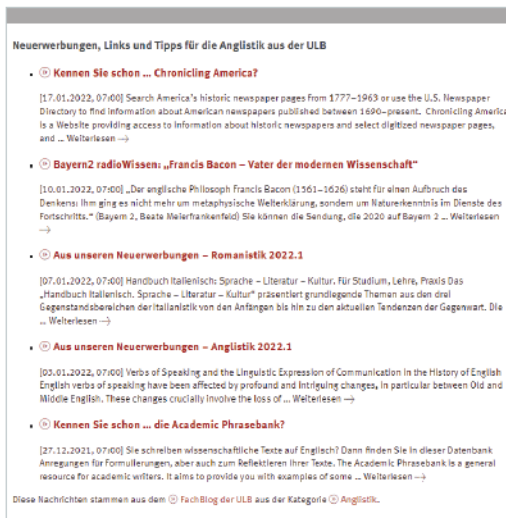 Neuerwerbungen, Links und Tipps für die Anglistik aus der ULB
Kennen Sie schon ... Chronicling America?
[17.01.2022, 07:00] Search America's historic newspaper pages from 1777–1963 or use the U.S. Newspaper
Directory to find information about American newspapers published between 1690–present. Chronicling America
is a Website providing access to information about historic newspapers and select digitized newspaper pages,
and ... Weiterlesen →
Bayern2 radioWissen: „Francis Bacon – Vater der modernen Wissenschaft"
[10.01.2022, 07:00] „Der englische Philosoph Francis Bacon (1561–1626) steht für einen Aufbruch des
Denkens: Ihm ging es nicht mehr um metaphysische Welterklärung, sondern um Naturerkenntnis im Dienste des
Fortschritts." (Bayern 2, Beate Meierfrankenfeld) Sie können die Sendung, die 2020 auf Bayern 2 ... Weiterlesen
→
Aus unseren Neuerwerbungen – Romanistik 2022.1
[07.01.2022, 07:00] Handbuch Italienisch: Sprache – Literatur – Kultur. Für Studium, Lehre, Praxis Das
„Handbuch Italienisch. Sprache – Literatur – Kultur" präsentiert grundlegende Themen aus den drei
Gegenstandsbereichen der Italianistik von den Anfängen bis hin zu den aktuellen Tendenzen der Gegenwart. Die
... Weiterlesen →
Aus unseren Neuerwerbungen – Anglistik 2022.1
[03.01.2022, 07:00] Verbs of Speaking and the Linguistic Expression of Communication in the History of English
English verbs of speaking have been affected by profound and intriguing changes, in particular between Old and
Middle English. These changes crucially involve the loss of ... Weiterlesen →
Kennen Sie schon ... die Academic Phrasebank?
[27.12.2021, 07:00] Sie schreiben wissenschaftliche Texte auf Englisch? Dann finden Sie in dieser Datenbank
Anregungen für Formulierungen, aber auch zum Reflektieren Ihrer Texte. The Academic Phrasebank is a general
resource for academic writers. It aims to provide you with examples of some ... Weiterlesen →
Diese Nachrichten stammen aus dem FachBlog der ULB aus der Kategorie Anglistik.